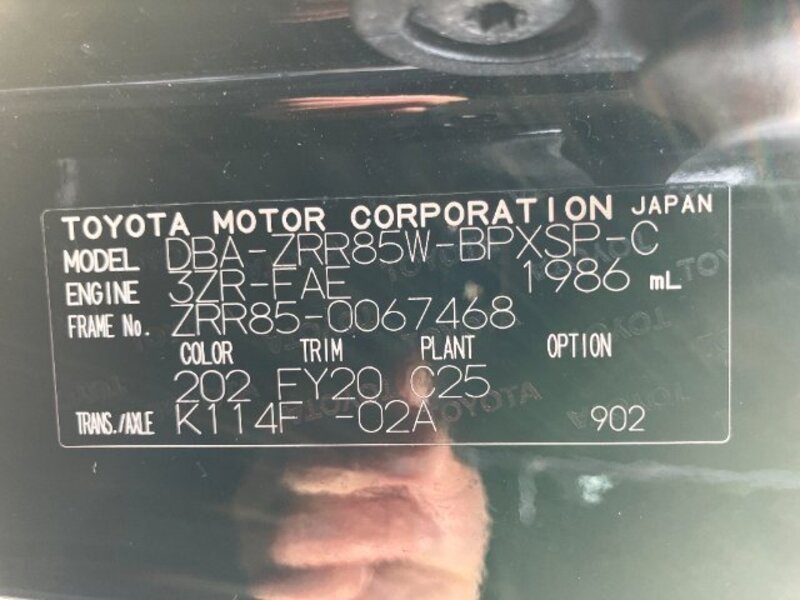 TOYOTA MOTOR CORPORATION JAPAN
MODEL DBA-ZRR85W-BPXSP-C
ENGINE 3ZR-FAE 1986 mL
FRAME No. ZRR85-0067468
COLOR TRIM PLANT OPTION
202 FY20 C25
TRANS./AXLE K114F -02A 902